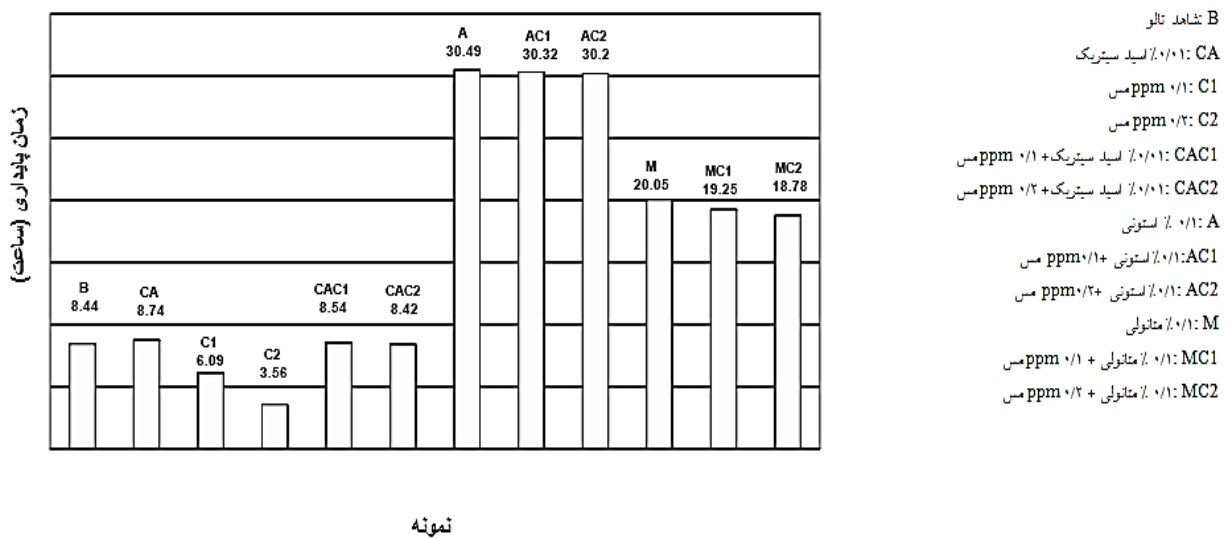 زمان پایداری (ساعت)
B
8.44
CA
8.74
C1
6.09
C2
3.56
CAC1
8.54
CAC2
8.42
A
30.49
AC1
30.32
AC2
30.2
M
20.05
MC1
19.25
MC2
18.78
نمونه
B شاهد تالو
CA :۰/۰۱٪ اسید سیتریک
C1 :۰/۱ ppm مس
C2 :۰/۲ ppm مس
CAC1 :۰/۰۱٪ اسید سیتریک+ ۰/۱ ppm مس
CAC2 :۰/۰۱٪ اسید سیتریک+ ۰/۲ ppm مس
A :۰/۱ ٪ استونی
AC1:۰/۱٪ استونی +۰/۱ppm مس
AC2 :۰/۱٪ استونی +۰/۲ppm مس
M :۰/۱٪ متانولی
MC1 :۰/۱ ٪ متانولی + ۰/۱ ppm مس
MC2 :۰/۱ ٪ متانولی + ۰/۲ ppm مس